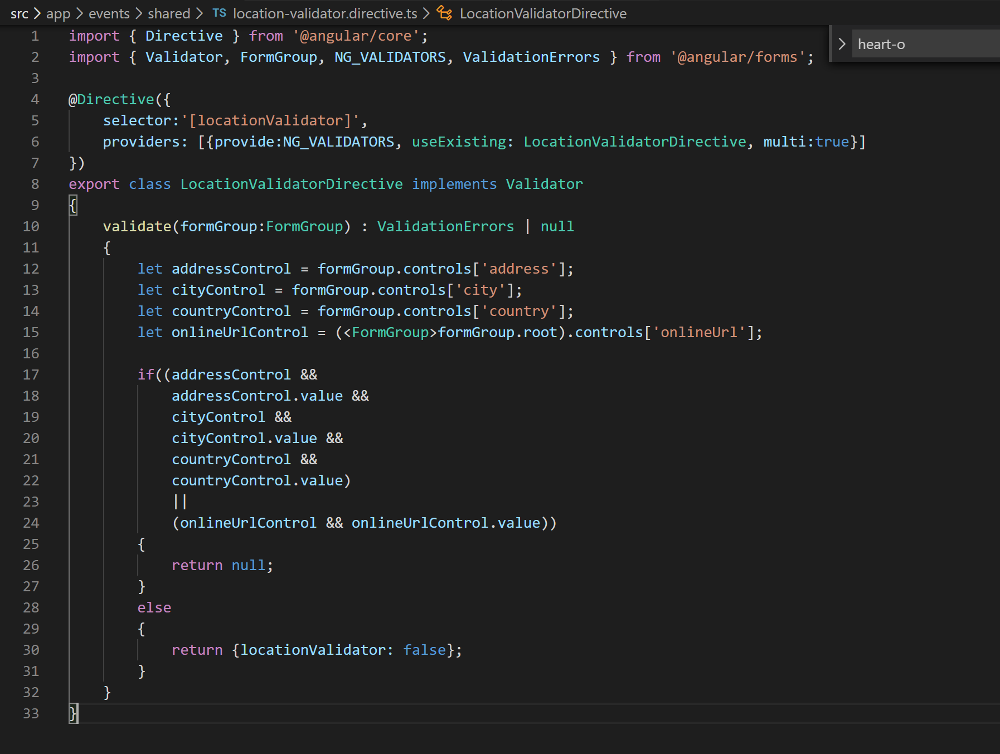 src > app > events > shared > TS location-validator.directive.ts > LocationValidatorDirective
heart-o
1 import { Directive } from '@angular/core';
2 import { Validator, FormGroup, NG_VALIDATORS, ValidationErrors } from '@angular/forms';
3
4 @Directive({
5     selector:'[locationValidator]',
6     providers: [{provide:NG_VALIDATORS, useExisting: LocationValidatorDirective, multi:true}]
7 })
8 export class LocationValidatorDirective implements Validator
9 {
10     validate(formGroup:FormGroup) : ValidationErrors | null
11     {
12         let addressControl = formGroup.controls['address'];
13         let cityControl = formGroup.controls['city'];
14         let countryControl = formGroup.controls['country'];
15         let onlineUrlControl = (<FormGroup>formGroup.root).controls['onlineUrl'];
16
17         if((addressControl &&
18             addressControl.value &&
19             cityControl &&
20             cityControl.value &&
21             countryControl &&
22             countryControl.value)
23             ||
24             (onlineUrlControl && onlineUrlControl.value))
25         {
26             return null;
27         }
28         else
29         {
30             return {locationValidator: false};
31         }
32     }
33 }